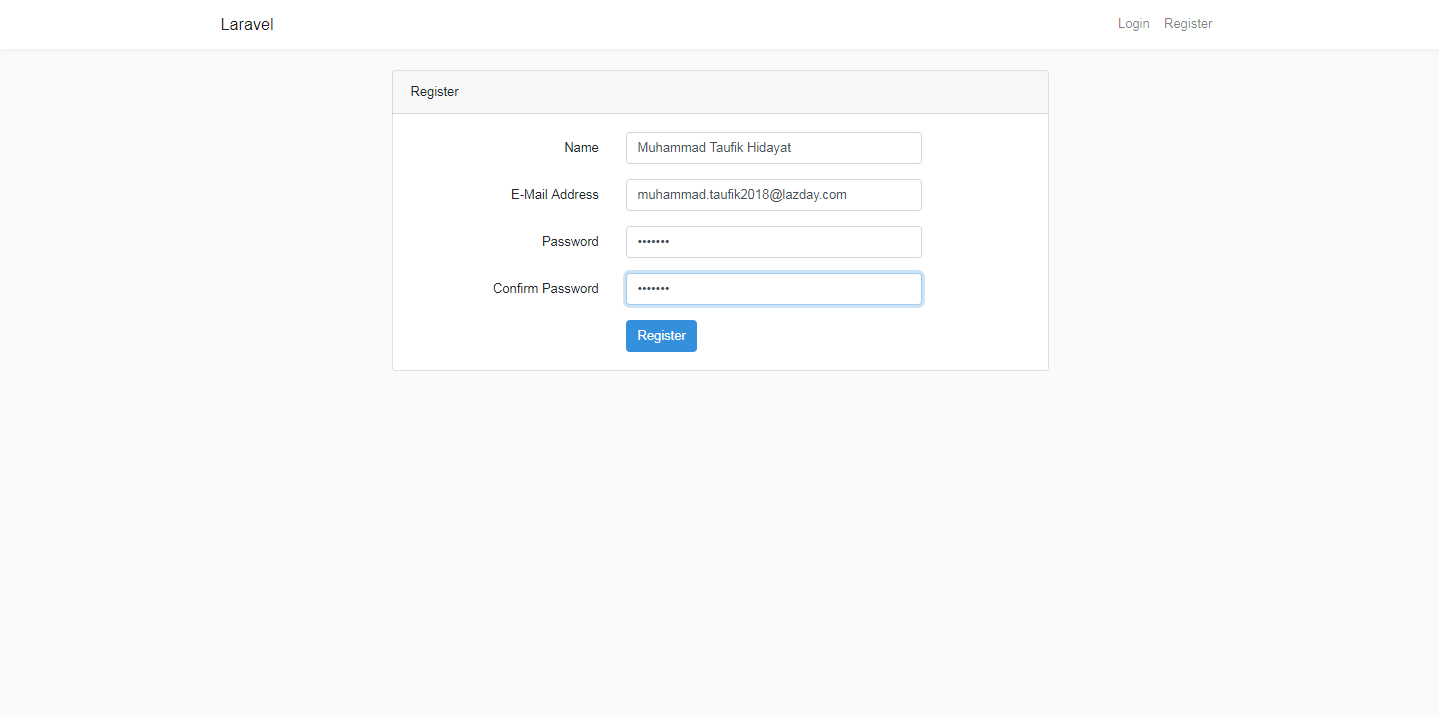 Laravel Login Register
Register
Name Muhammad Taufik Hidayat
E-Mail Address muhammad.taufik2018@lazday.com
Password •••••••
Confirm Password •••••••
Register